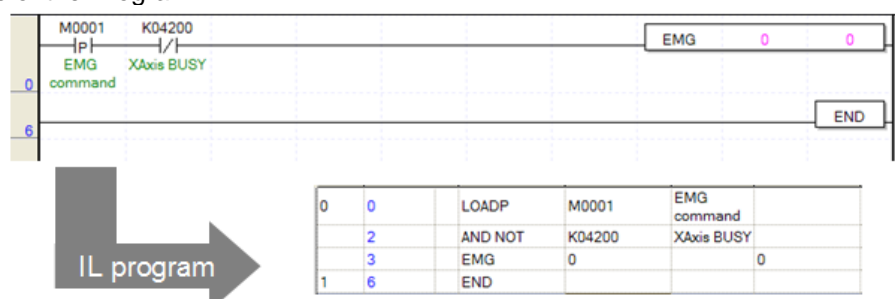 M0001 K04200
P / EMG 0 0
EMG XAxis BUSY
0 command
END
6
0 0 LOADP M0001 EMG command
2 AND NOT K04200 XAxis BUSY
3 EMG 0 0
1 6 END
IL program